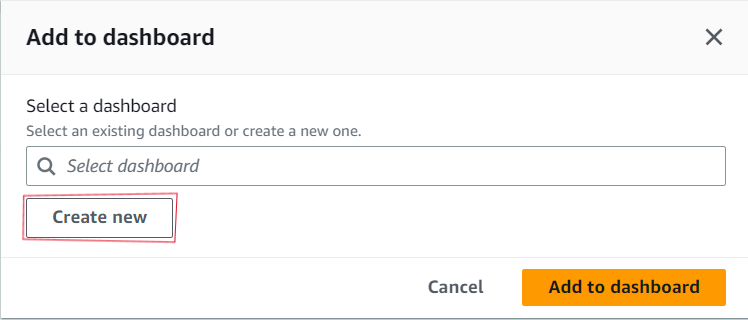 Add to dashboard
Select a dashboard
Select an existing dashboard or create a new one.
Select dashboard
Create new
Cancel
Add to dashboard